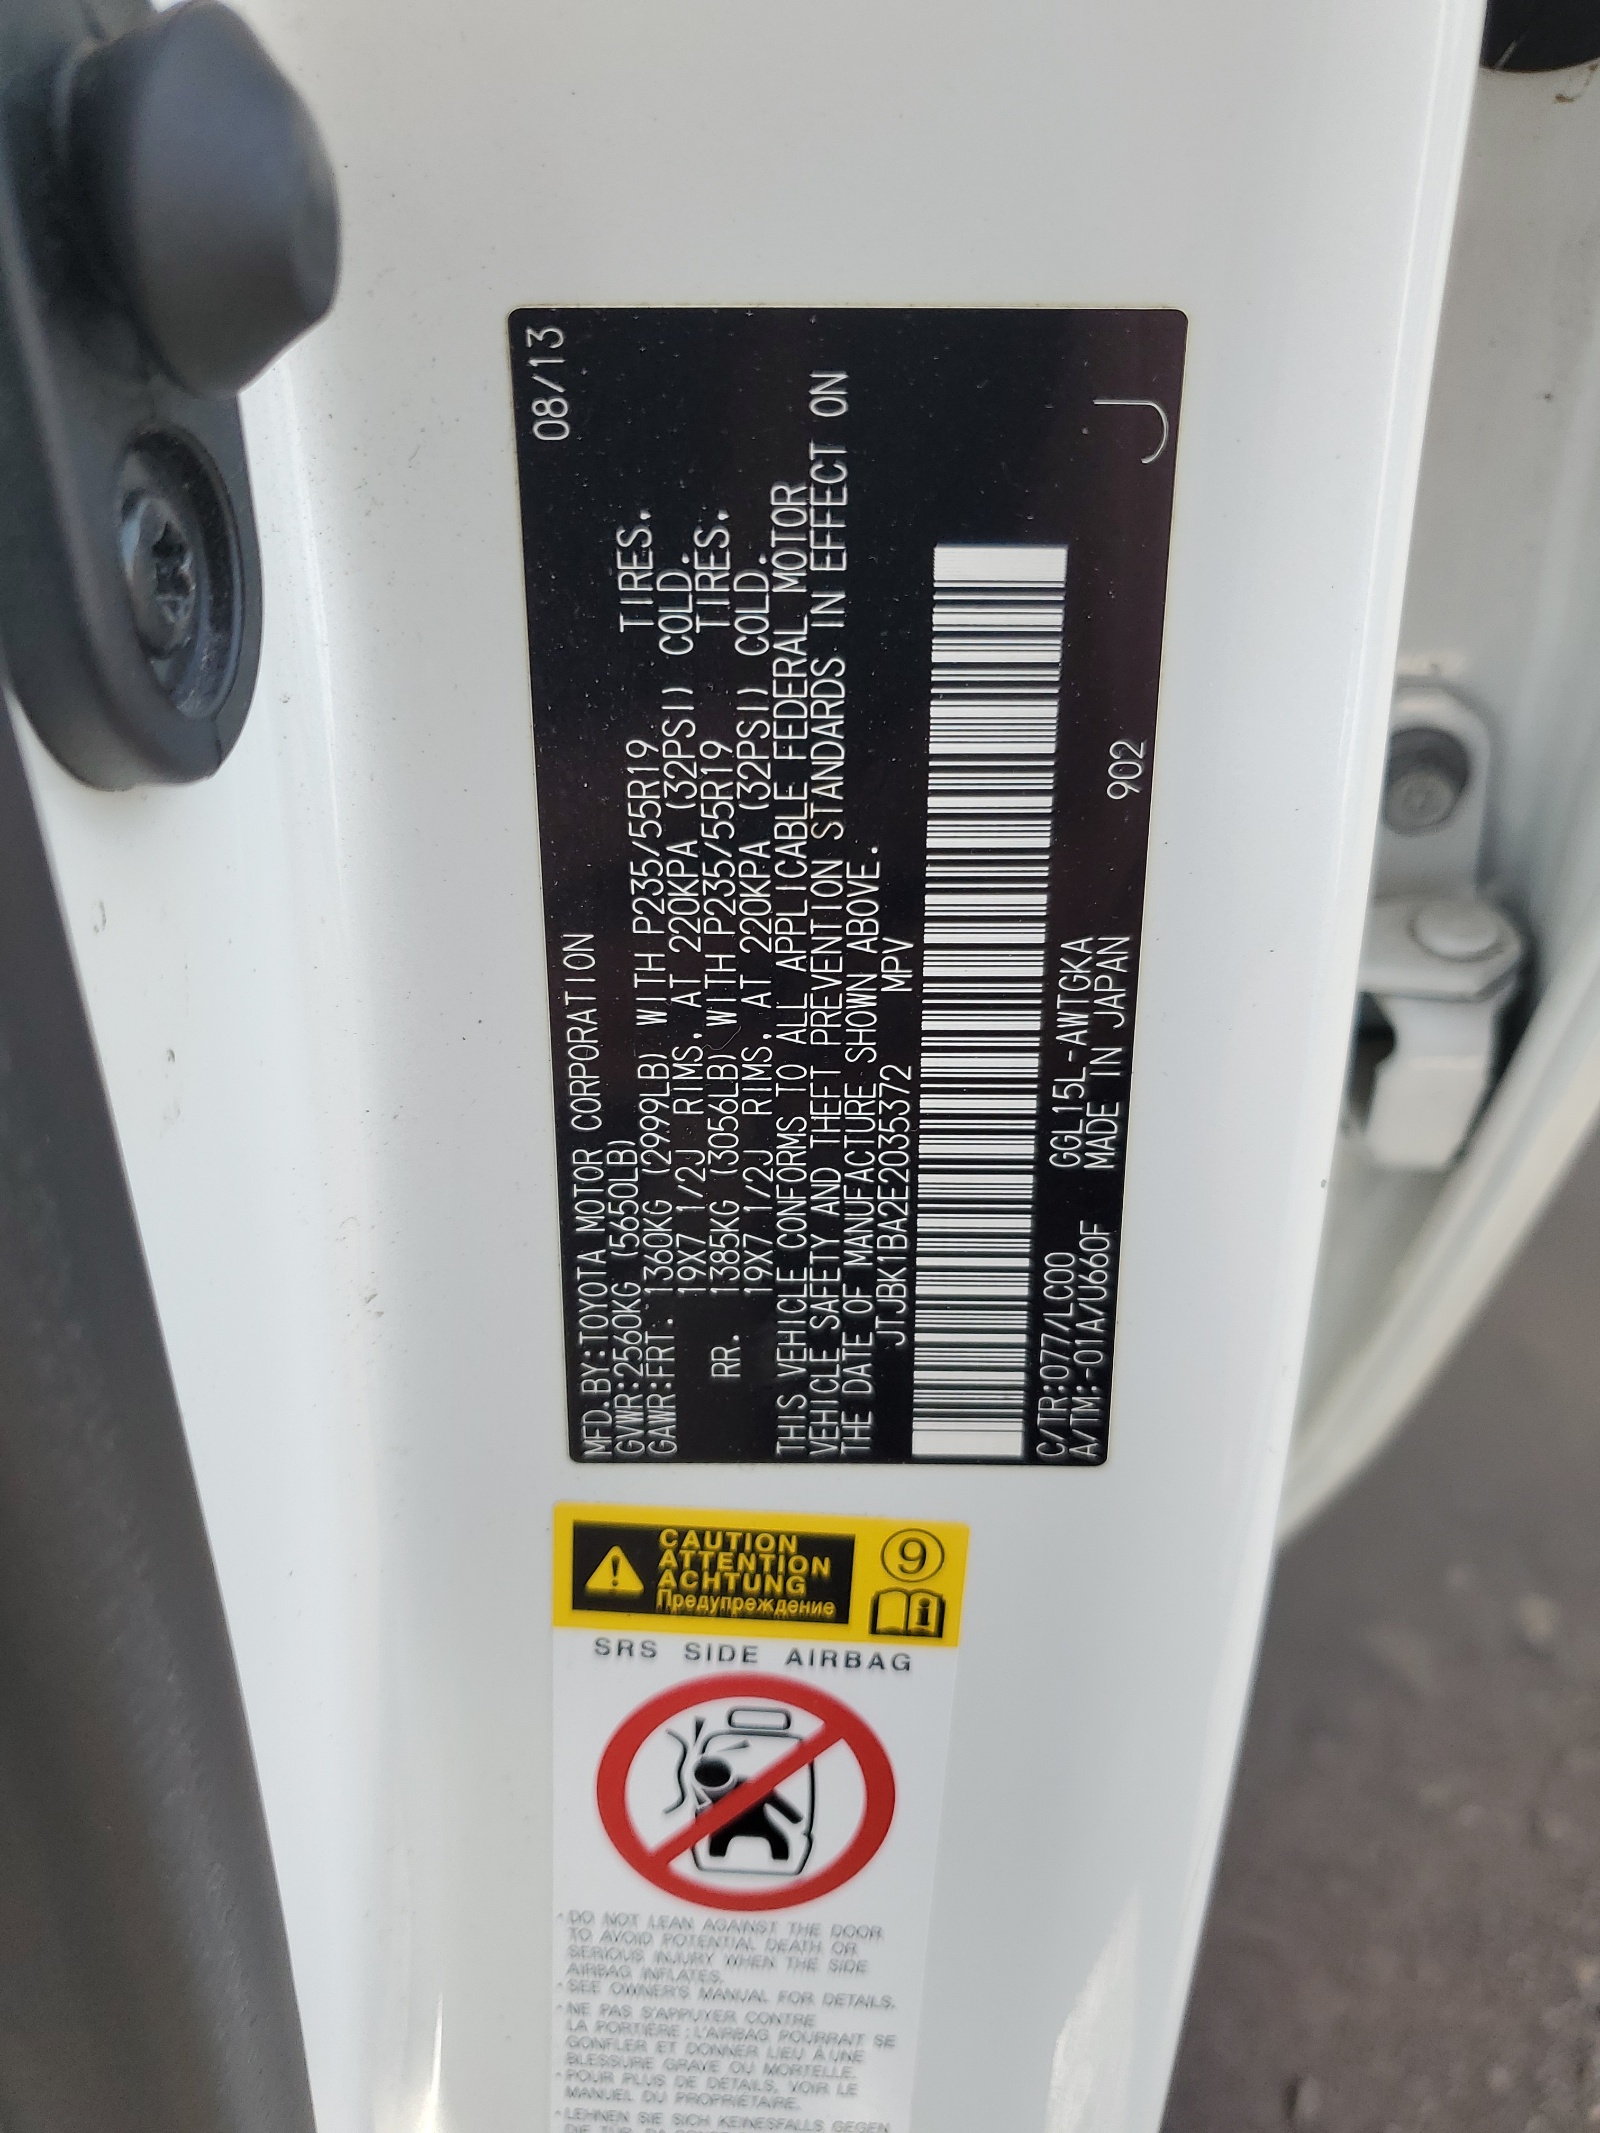 08/13
MFD.BY:TOYOTA MOTOR CORPORATION
GVWR:2560KG (5650LB)
GAWR:FRT. 1360KG (2999LB) WITH P235/55R19 TIRES,
19X7 1/2J RIMS, AT 220KPA (32PSI) COLD.
RR. 1385KG (3056LB) WITH P235/55R19 TIRES,
19X7 1/2J RIMS, AT 220KPA (32PSI) COLD.
THIS VEHICLE CONFORMS TO ALL APPLICABLE FEDERAL MOTOR
VEHICLE SAFETY AND THEFT PREVENTION STANDARDS IN EFFECT ON
THE DATE OF MANUFACTURE SHOWN ABOVE.
JTJBK1BA2E2035372 MPV
C/TR:077/LC00 GGL15L-AWTGKA
A/TM:-01A/U660F MADE IN JAPAN 902
J
CAUTION
ATTENTION
ACHTUNG
Предупреждение
9
i
SRS SIDE AIRBAG
・DO NOT LEAN AGAINST THE DOOR
TO AVOID POTENTIAL DEATH OR
SERIOUS INJURY WHEN THE SIDE
AIRBAG INFLATES.
・SEE OWNER'S MANUAL FOR DETAILS.
・NE PAS S'APPUYER CONTRE
LA PORTIÈRE ; L'AIRBAG POURRAIT SE
GONFLER ET DONNER LIEU À UNE
BLESSURE GRAVE OU MORTELLE.
・POUR PLUS DE DÉTAILS, VOIR LE
MANUEL DU PROPRIÉTAIRE.
・LEHNEN SIE SICH KEINESFALLS GEGEN